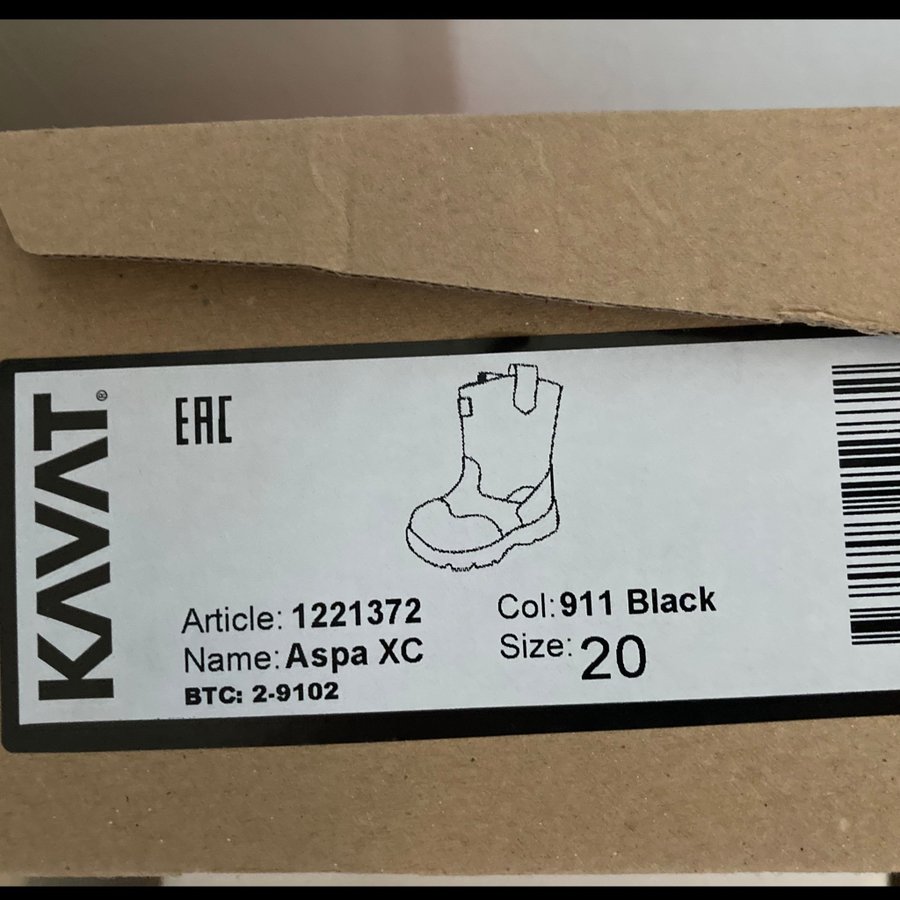 KAVAT®
EAC
Article: 1221372
Name: Aspa XC
BTC: 2-9102
Col: 911 Black
Size: 20